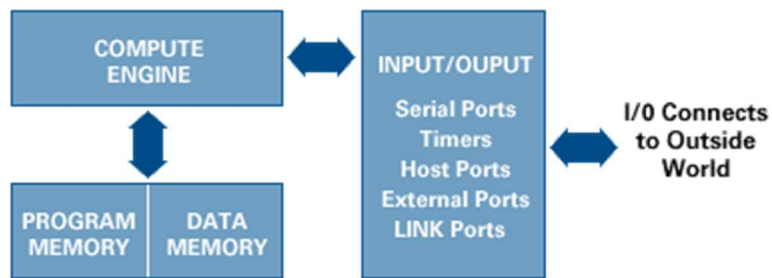 COMPUTE
ENGINE
PROGRAM
MEMORY
DATA
MEMORY
INPUT/OUPUT
Serial Ports
Timers
Host Ports
External Ports
LINK Ports
I/0 Connects
to Outside
World